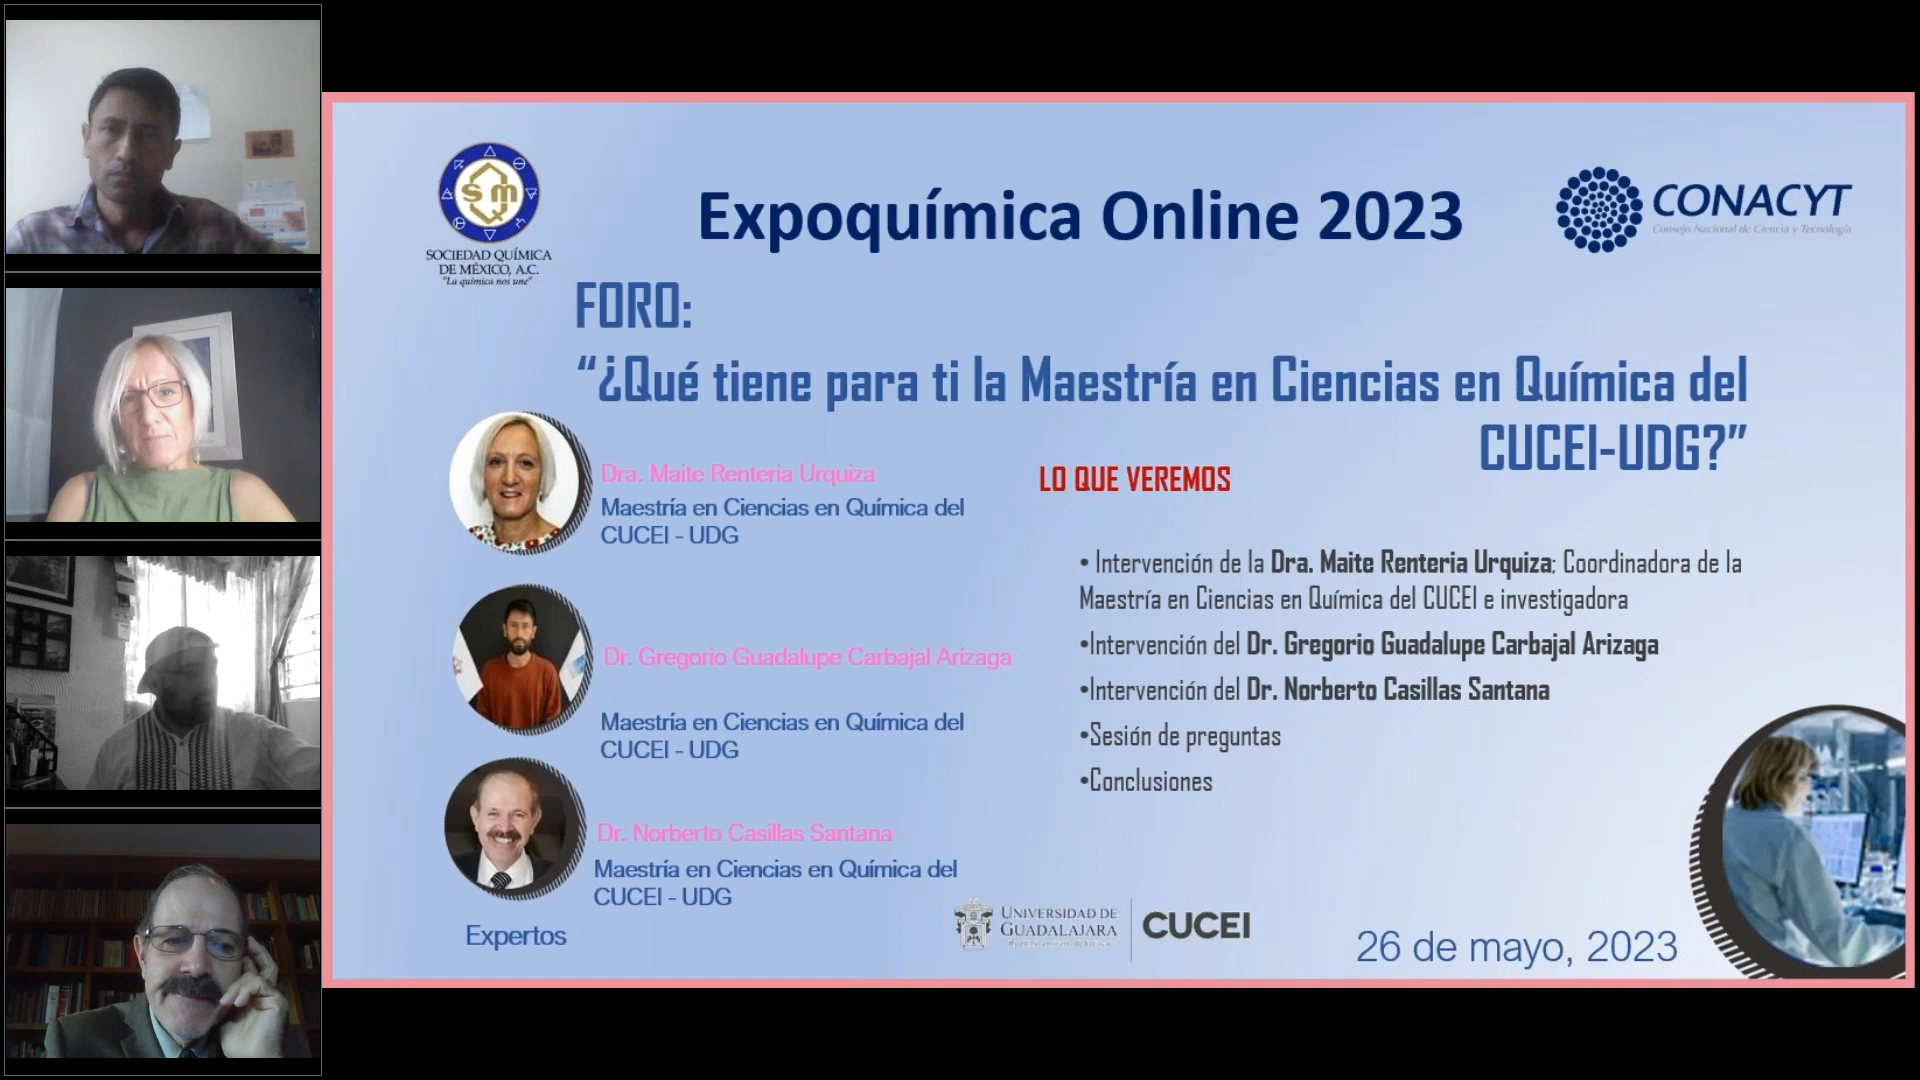 SMQ
SOCIEDAD QUÍMICA
DE MÉXICO, A.C.
"La química nos une"
Expoquímica Online 2023
CONACYT
Consejo Nacional de Ciencia y Tecnología
FORO:
“¿Qué tiene para ti la Maestría en Ciencias en Química del
CUCEI-UDG?”
Dra. Maite Renteria Urquiza
Maestría en Ciencias en Química del
CUCEI - UDG
Dr. Gregorio Guadalupe Carbajal Arizaga
Maestría en Ciencias en Química del
CUCEI - UDG
Dr. Norberto Casillas Santana
Maestría en Ciencias en Química del
CUCEI - UDG
Expertos
LO QUE VEREMOS
• Intervención de la Dra. Maite Renteria Urquiza; Coordinadora de la
Maestría en Ciencias en Química del CUCEI e investigadora
•Intervención del Dr. Gregorio Guadalupe Carbajal Arizaga
•Intervención del Dr. Norberto Casillas Santana
•Sesión de preguntas
•Conclusiones
UNIVERSIDAD DE
GUADALAJARA
CUCEI
26 de mayo, 2023